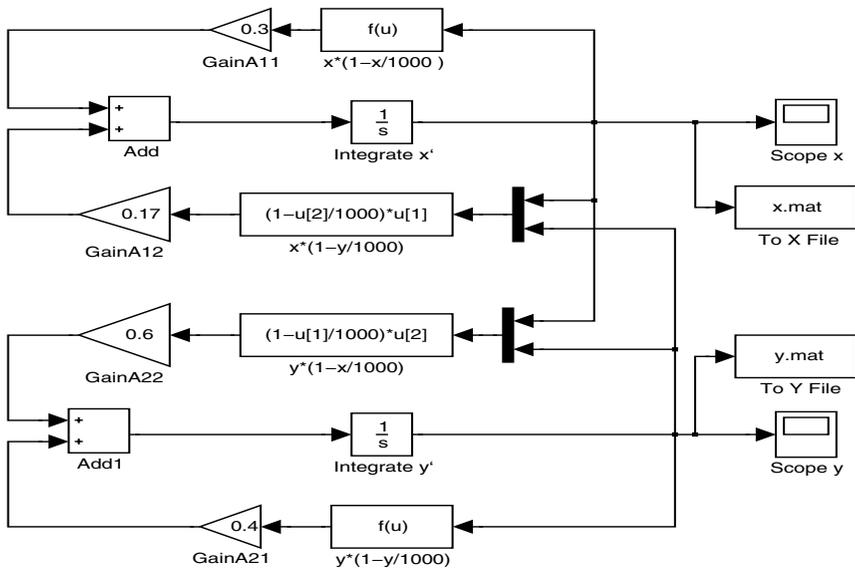 0.3
f(u)
GainA11
x*(1−x/1000 )
+
+
Add
1
s
Integrate x‘
Scope x
0.17
(1−u[2]/1000)*u[1]
x.mat
GainA12
x*(1−y/1000)
To X File
0.6
(1−u[1]/1000)*u[2]
y.mat
GainA22
y*(1−x/1000)
To Y File
+
+
Add1
1
s
Integrate y‘
Scope y
0.4
f(u)
GainA21
y*(1−y/1000)